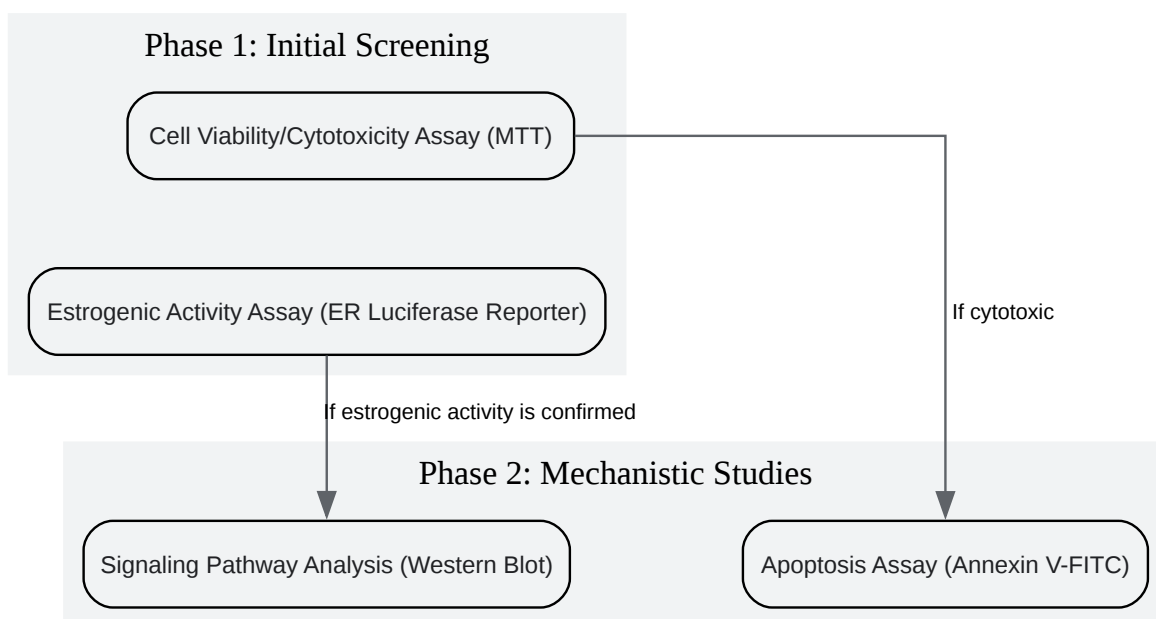 Phase 1: Initial Screening
Cell Viability/Cytotoxicity Assay (MTT)
Estrogenic Activity Assay (ER Luciferase Reporter)
If cytotoxic
If estrogenic activity is confirmed
Phase 2: Mechanistic Studies
Signaling Pathway Analysis (Western Blot)
Apoptosis Assay (Annexin V-FITC)